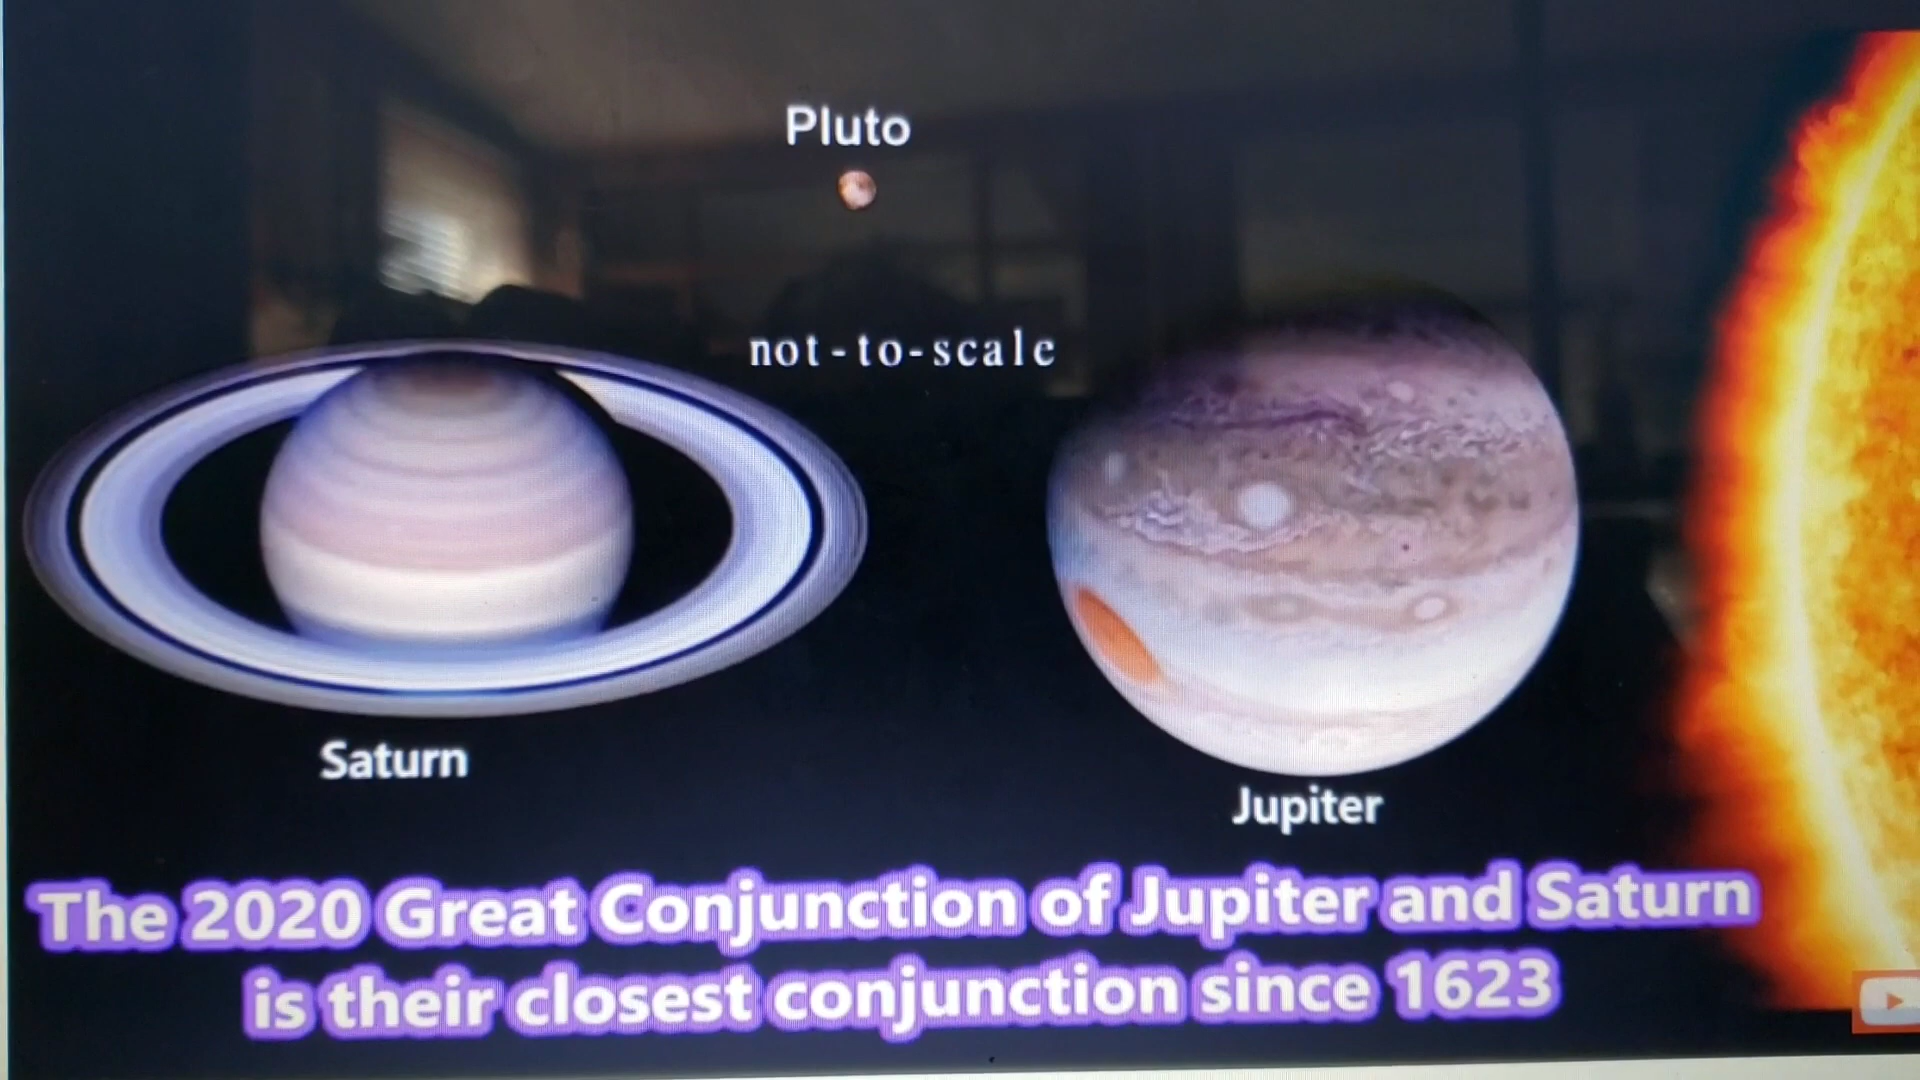 Pluto
not-to-scale
Saturn
Jupiter
The 2020 Great Conjunction of Jupiter and Saturn
is their closest conjunction since 1623